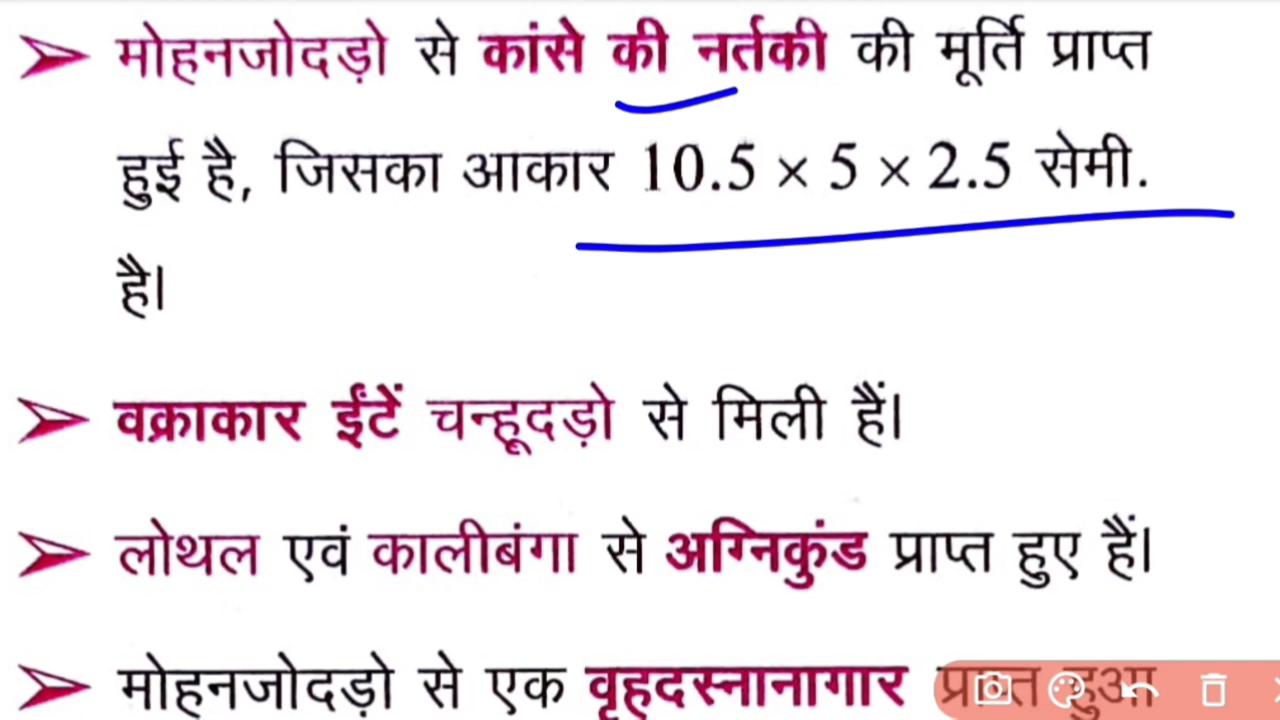 ➢ मोहनजोदड़ो से कांसे की नर्तकी की मूर्ति प्राप्त
हुई है, जिसका आकार 10.5 × 5 × 2.5 सेमी.
है।
➢ वक्राकार ईंटें चन्हूदड़ो से मिली हैं।
➢ लोथल एवं कालीबंगा से अग्निकुंड प्राप्त हुए हैं।
➢ मोहनजोदड़ो से एक वृहदस्नानागार प्राप्त हुआ